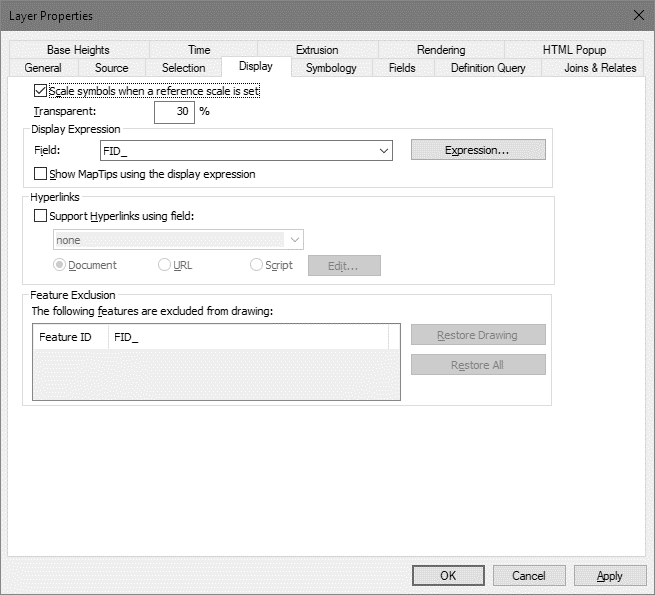 Layer Properties
Base Heights Time Extrusion Rendering HTML Popup
General Source Selection Display Symbology Fields Definition Query Joins & Relates
Scale symbols when a reference scale is set
Transparent: 30 %
Display Expression
Field: FID_ Expression...
Show MapTips using the display expression
Hyperlinks
Support Hyperlinks using field:
none
Document URL Script Edit...
Feature Exclusion
The following features are excluded from drawing:
Feature ID FID_ Restore Drawing
Restore All
OK Cancel Apply